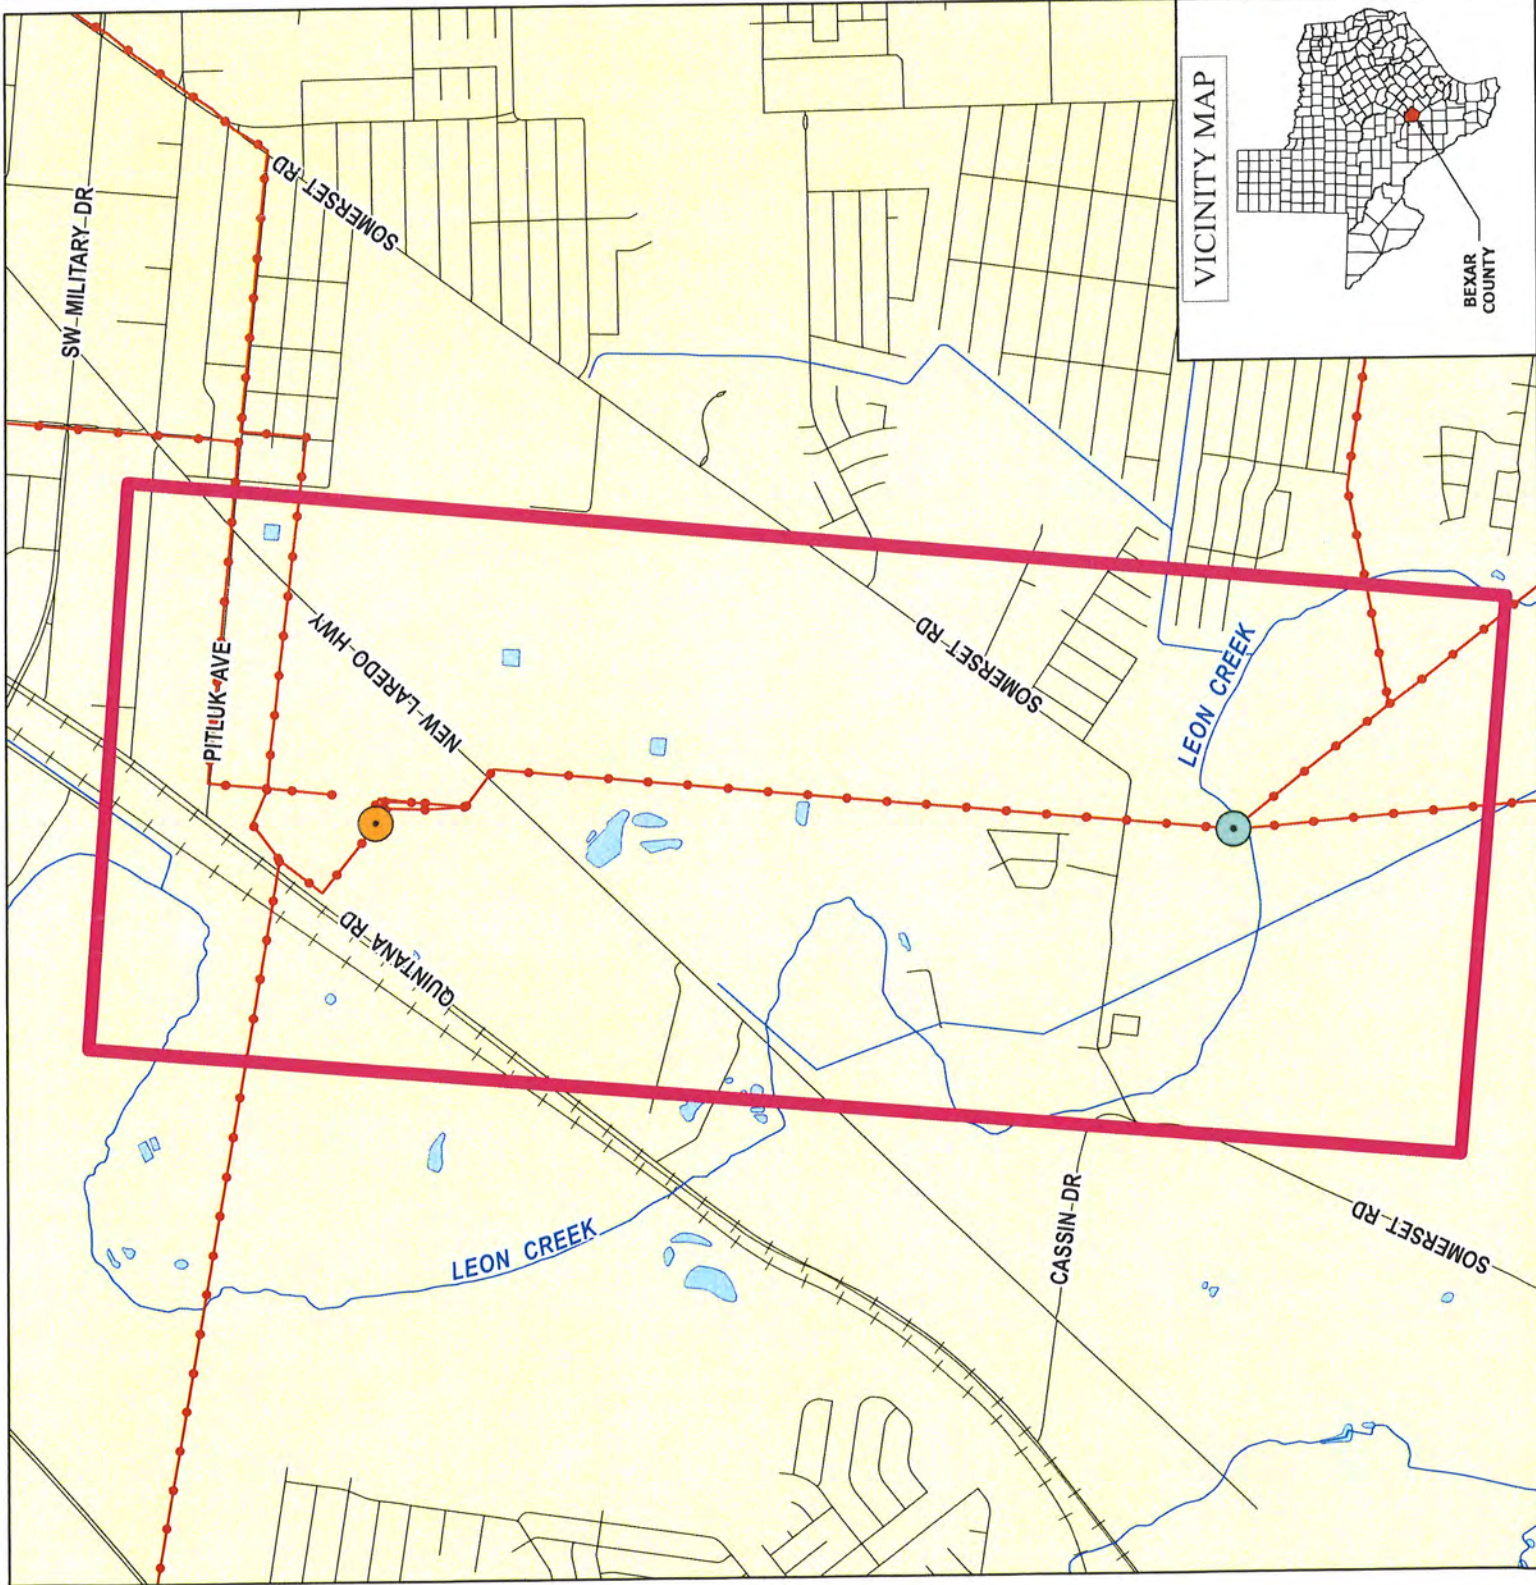 SW-MILITARY-DR
SOMERSET-RD
PITLUK-AVE
NEW-LAREDO-HWY
QUINTANA RD
SOMERSET-RD
LEON CREEK
LEON CREEK
CASSIN-DR
SOMERSET-RD
VICINITY MAP
BEXAR
COUNTY